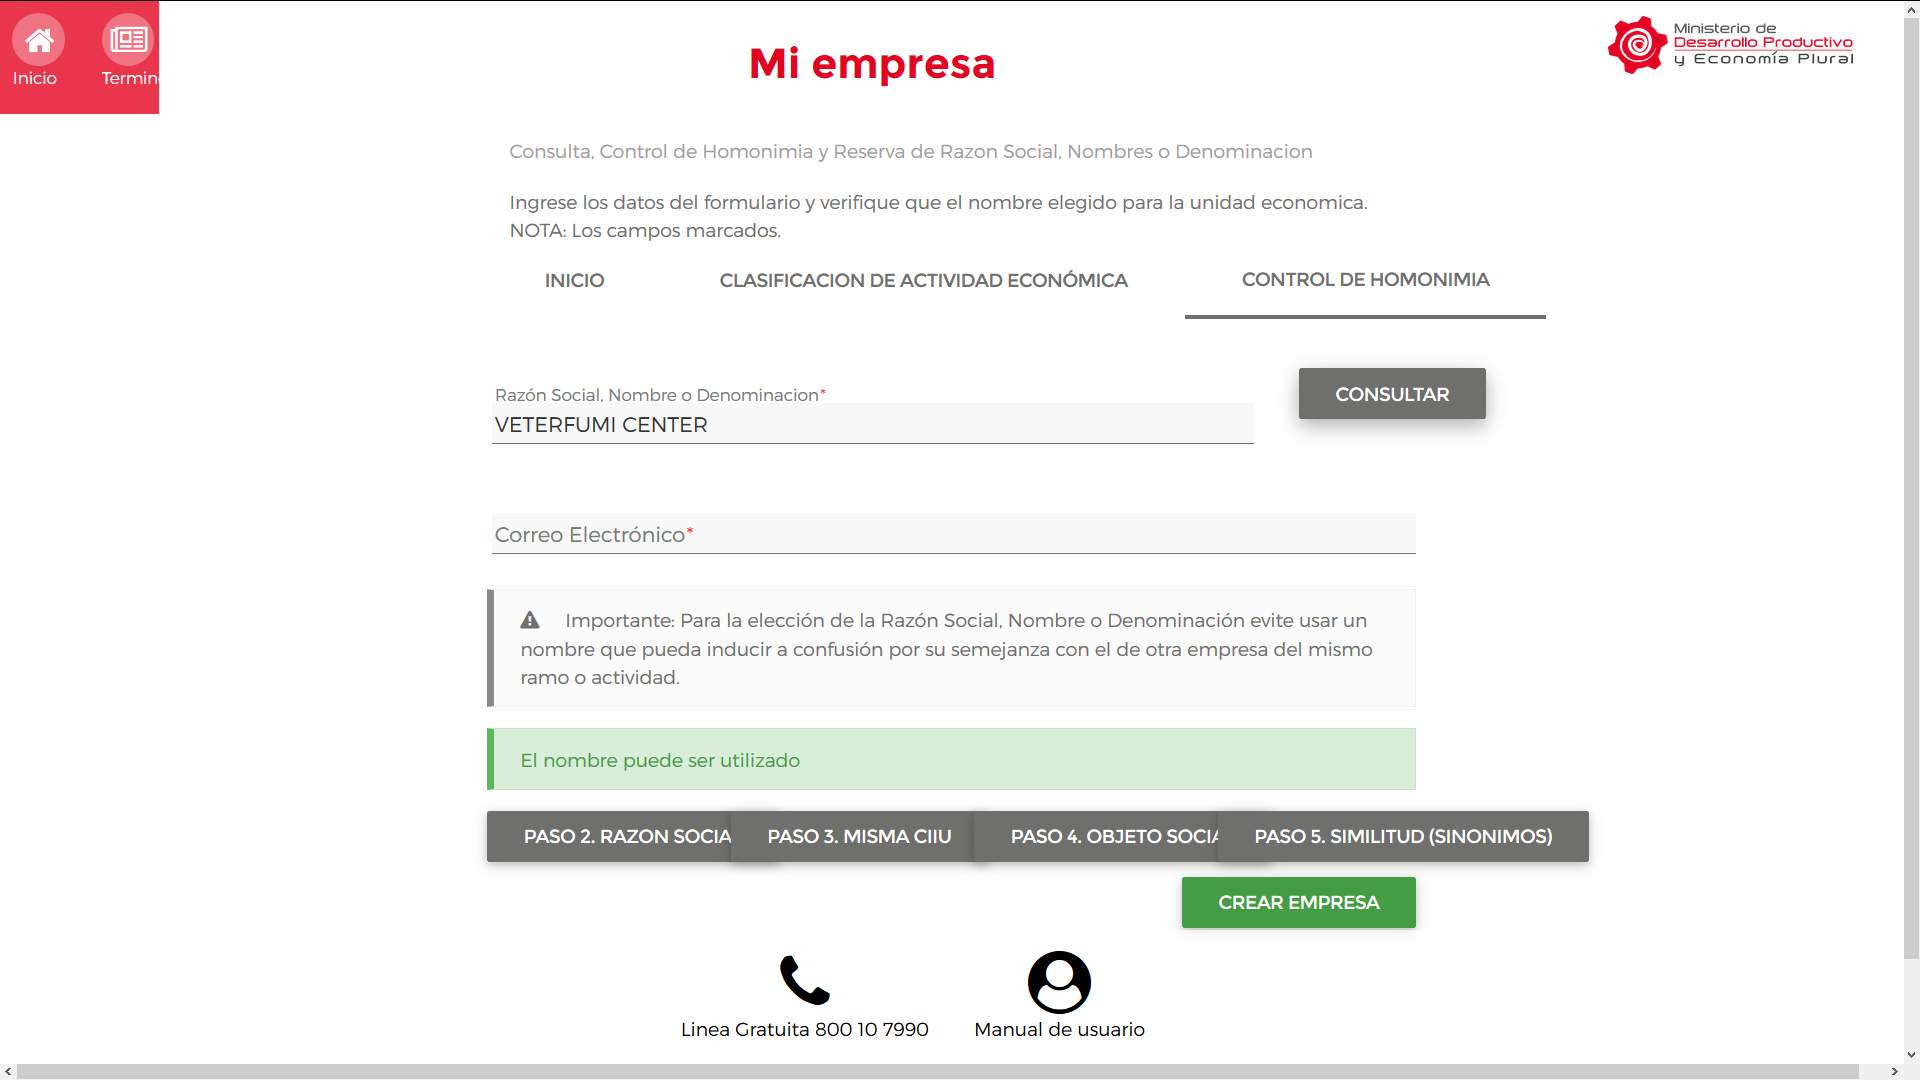 Inicio
Termin
Mi empresa
Ministerio de
Desarrollo Productivo
y Economía Plural
Consulta, Control de Homonimia y Reserva de Razon Social, Nombres o Denominacion
Ingrese los datos del formulario y verifique que el nombre elegido para la unidad economica.
NOTA: Los campos marcados.
INICIO
CLASIFICACION DE ACTIVIDAD ECONÓMICA
CONTROL DE HOMONIMIA
Razón Social, Nombre o Denominacion*
VETERFUMI CENTER
CONSULTAR
Correo Electrónico*
Importante: Para la elección de la Razón Social, Nombre o Denominación evite usar un
nombre que pueda inducir a confusión por su semejanza con el de otra empresa del mismo
ramo o actividad.
El nombre puede ser utilizado
PASO 2. RAZON SOCIA
PASO 3. MISMA CIIU
PASO 4. OBJETO SOCIA
PASO 5. SIMILITUD (SINONIMOS)
CREAR EMPRESA
Linea Gratuita 800 10 7990
Manual de usuario